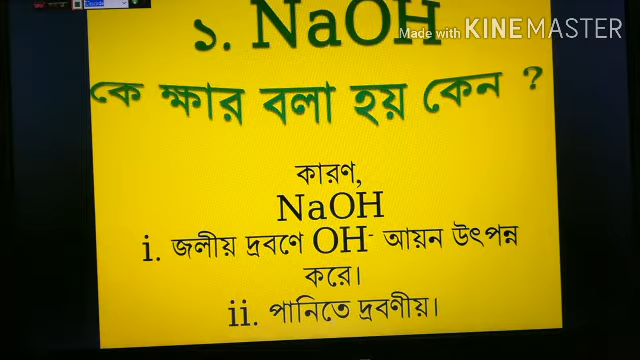 ১. NaOH
Made with KINEMASTER
কে ক্ষার বলা হয় কেন ?
কারণ,
NaOH
i. জলীয় দ্রবণে OH- আয়ন উৎপন্ন
করে।
ii. পানিতে দ্রবণীয়।